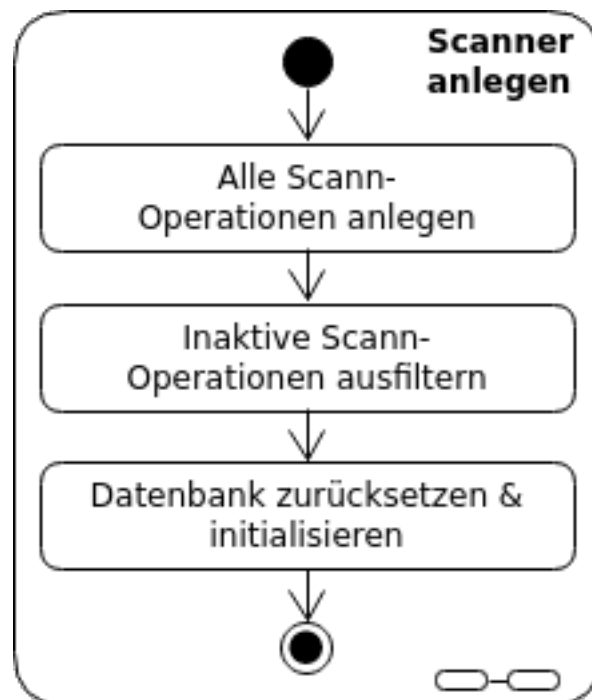 Scanner
anlegen
Alle Scann-
Operationen anlegen
Inaktive Scann-
Operationen ausfiltern
Datenbank zurücksetzen &
initialisieren